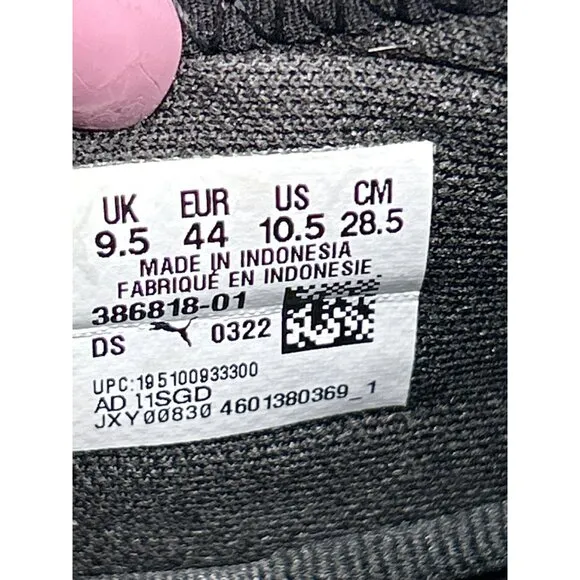 UK EUR US CM
9.5 44 10.5 28.5
MADE IN INDONESIA
FABRIQUÉ EN INDONESIE
386818-01
DS 0322
UPC:195100933300
AD 11SGD
JXY00830 4601380369_1